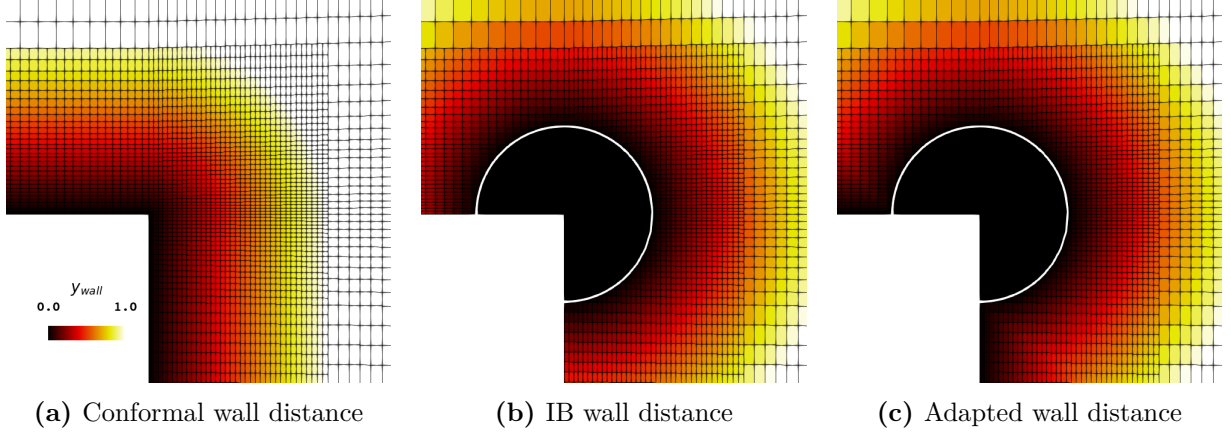 y_wall
0.0 1.0
(a) Conformal wall distance
(b) IB wall distance
(c) Adapted wall distance